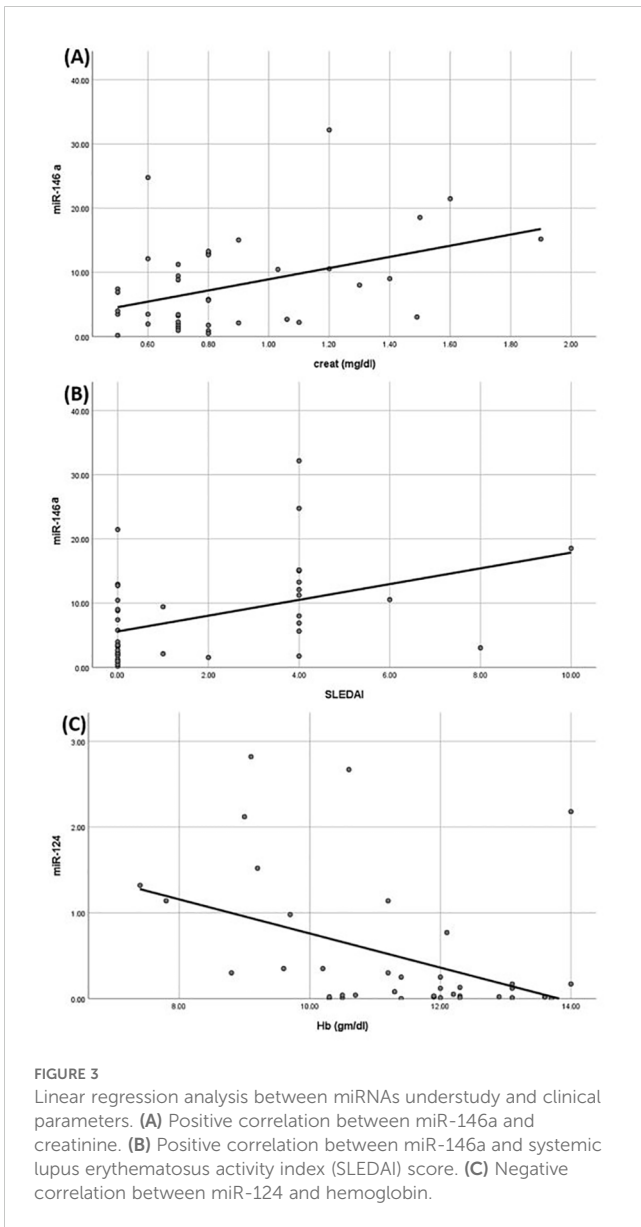 (A)
40.00
30.00
miR-146 a
20.00
10.00
0.00
0.60 0.80 1.00 1.20 1.40 1.60 1.80 2.00
creat (mg/dl)
(B)
40.00
30.00
miR-146a
20.00
10.00
0.00
0.00 2.00 4.00 6.00 8.00 10.00
SLEDAI
(C)
3.00
2.00
miR-124
1.00
0.00
8.00 10.00 12.00 14.00
Hb (gm/dl)
FIGURE 3
Linear regression analysis between miRNAs understudy and clinical
parameters. (A) Positive correlation between miR-146a and
creatinine. (B) Positive correlation between miR-146a and systemic
lupus erythematosus activity index (SLEDAI) score. (C) Negative
correlation between miR-124 and hemoglobin.